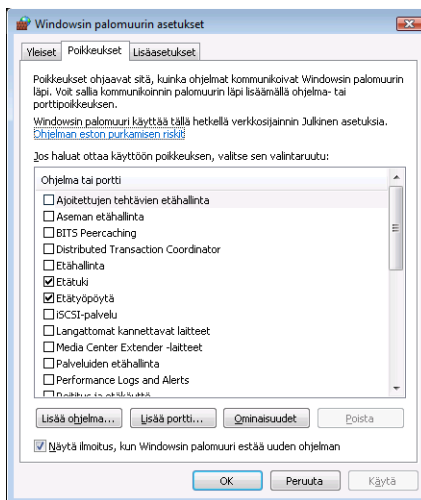 Windowsin palomuurin asetukset
Yleiset Poikkeukset Lisäasetukset
Poikkeukset ohjaavat sitä, kuinka ohjelmat kommunikoivat Windowsin palomuurin
läpi. Voit sallia kommunikoinnin palomuurin läpi lisäämällä ohjelma- tai
porttipoikkeuksen.
Windowsin palomuuri käyttää tällä hetkellä verkkosijainnin Julkinen asetuksia.
Ohjelman eston purkamisen riskit
Jos haluat ottaa käyttöön poikkeuksen, valitse sen valintaruutu:
Ohjelma tai portti
Ajoitettujen tehtävien etähallinta
Aseman etähallinta
BITS Peercaching
Distributed Transaction Coordinator
Etähallinta
Etätuki
Etätyöpöytä
iSCSI-palvelu
Langattomat kannettavat laitteet
Media Center Extender -laitteet
Palveluiden etähallinta
Performance Logs and Alerts
Lisää ohjelma... Lisää portti... Ominaisuudet Poista
Näytä ilmoitus, kun Windowsin palomuuri estää uuden ohjelman
OK Peruuta Käytä